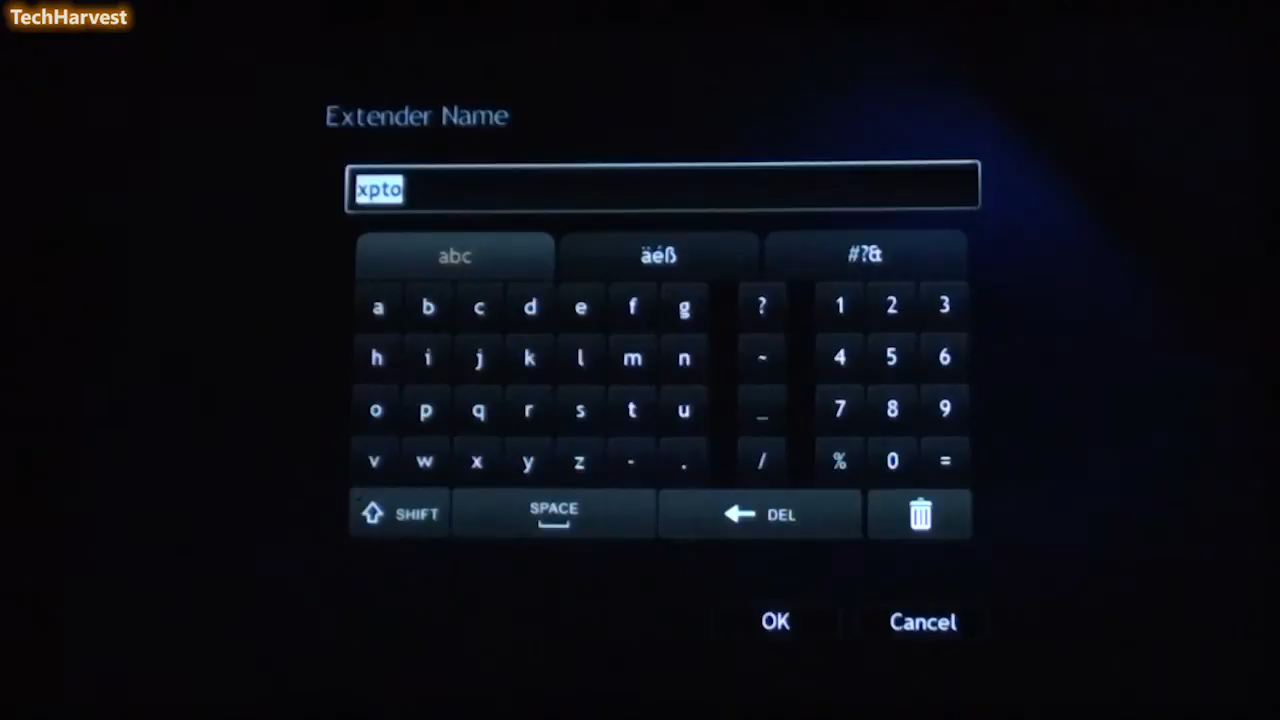 TechHarvest
Extender Name
xpto
abc äéß #?&
a b c d e f g ? 1 2 3
h i j k l m n ~ 4 5 6
o p q r s t u _ 7 8 9
v w x y z - . / % 0 =
SHIFT SPACE DEL
OK Cancel